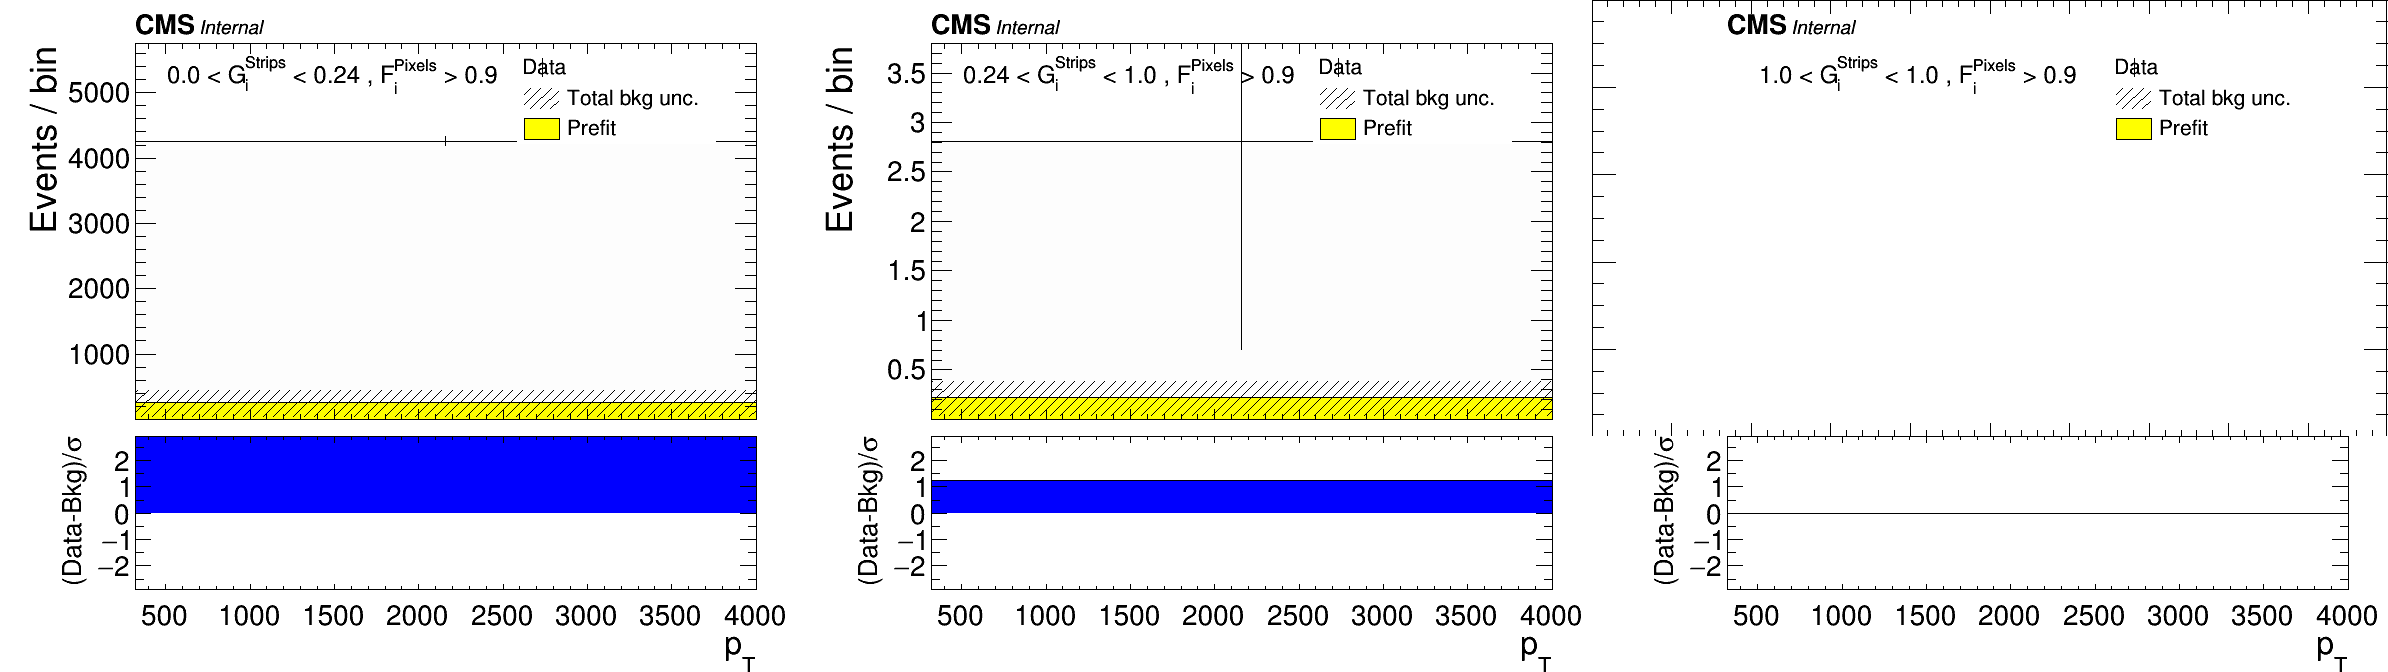 CMS Internal
0.0 < G_i^Strips < 0.24 , F_i^Pixels > 0.9
Data
Total bkg unc.
Prefit
Events / bin
5000
4000
3000
2000
1000
(Data-Bkg)/σ
2
1
0
−1
−2
500 1000 1500 2000 2500 3000 3500 4000
p_T
CMS Internal
0.24 < G_i^Strips < 1.0 , F_i^Pixels > 0.9
Data
Total bkg unc.
Prefit
Events / bin
3.5
3
2.5
2
1.5
1
0.5
(Data-Bkg)/σ
2
1
0
−1
−2
500 1000 1500 2000 2500 3000 3500 4000
p_T
CMS Internal
1.0 < G_i^Strips < 1.0 , F_i^Pixels > 0.9
Data
Total bkg unc.
Prefit
(Data-Bkg)/σ
2
1
0
−1
−2
500 1000 1500 2000 2500 3000 3500 4000
p_T